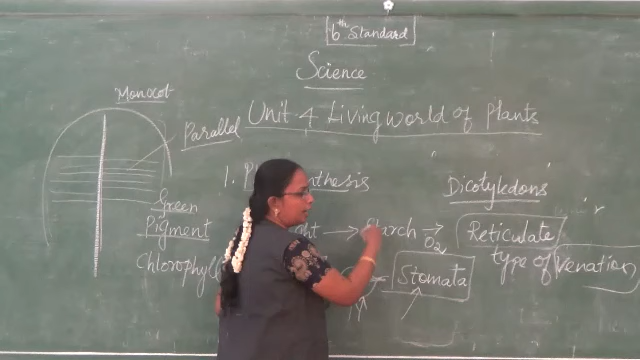 6th Standard
Science
Monocot
Unit 4 Living world of Plants
Parallel
1.
Dicotyledons
Green
Pigment
Starch → O2
Reticulate
type of Venation
Chlorophyll
Stomata